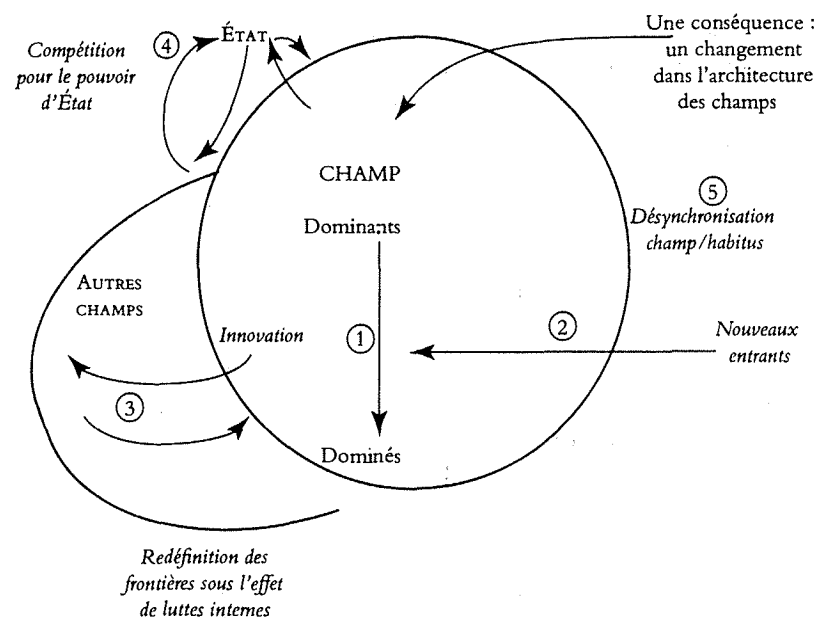 Compétition
pour le pouvoir
d'État
④
ÉTAT
Une conséquence :
un changement
dans l'architecture
des champs
CHAMP
Dominants
⑤
Désynchronisation
champ/habitus
AUTRES
CHAMPS
Innovation
①
②
Nouveaux
entrants
③
Dominés
Redéfinition des
frontières sous l'effet
de luttes internes